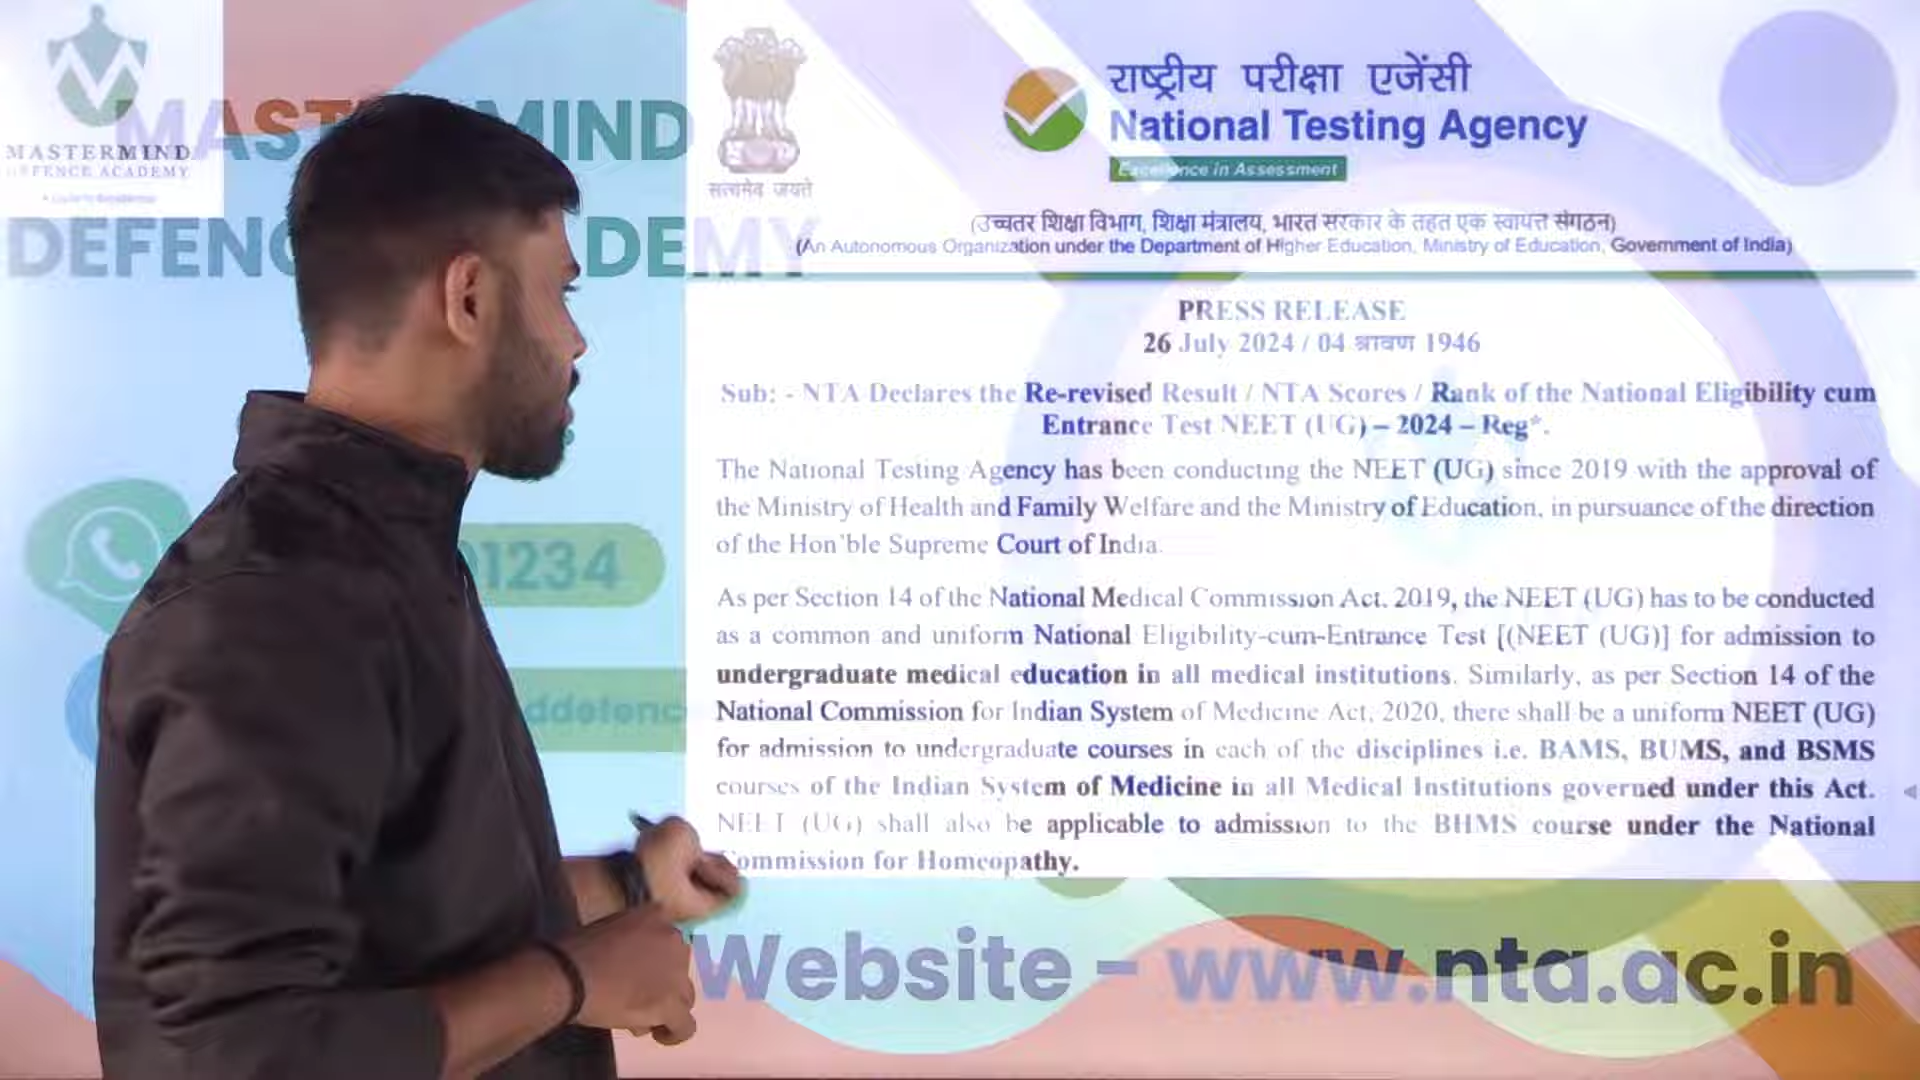 MASTERMIND
DEFENCE ACADEMY
MASTERMIND
DEFENC ADEMY
1234
ddefenc
सत्यमेव जयते
राष्ट्रीय परीक्षा एजेंसी
National Testing Agency
Excellence in Assessment
(उच्चतर शिक्षा विभाग, शिक्षा मंत्रालय, भारत सरकार के तहत एक स्वायत्त संगठन)
(An Autonomous Organization under the Department of Higher Education, Ministry of Education, Government of India)
PRESS RELEASE
26 July 2024 / 04 श्रावण 1946
Sub: - NTA Declares the Re-revised Result / NTA Scores / Rank of the National Eligibility cum
Entrance Test NEET (UG) – 2024 – Reg*.
The National Testing Agency has been conducting the NEET (UG) since 2019 with the approval of
the Ministry of Health and Family Welfare and the Ministry of Education, in pursuance of the direction
of the Hon'ble Supreme Court of India.
As per Section 14 of the National Medical Commission Act. 2019, the NEET (UG) has to be conducted
as a common and uniform National Eligibility-cum-Entrance Test [(NEET (UG)] for admission to
undergraduate medical education in all medical institutions. Similarly, as per Section 14 of the
National Commission for Indian System of Medicine Act, 2020, there shall be a uniform NEET (UG)
for admission to undergraduate courses in each of the disciplines i.e. BAMS, BUMS, and BSMS
courses of the Indian System of Medicine in all Medical Institutions governed under this Act.
NEET (UG) shall also be applicable to admission to the BHMS course under the National
Commission for Homeopathy.
Website - www.nta.ac.in